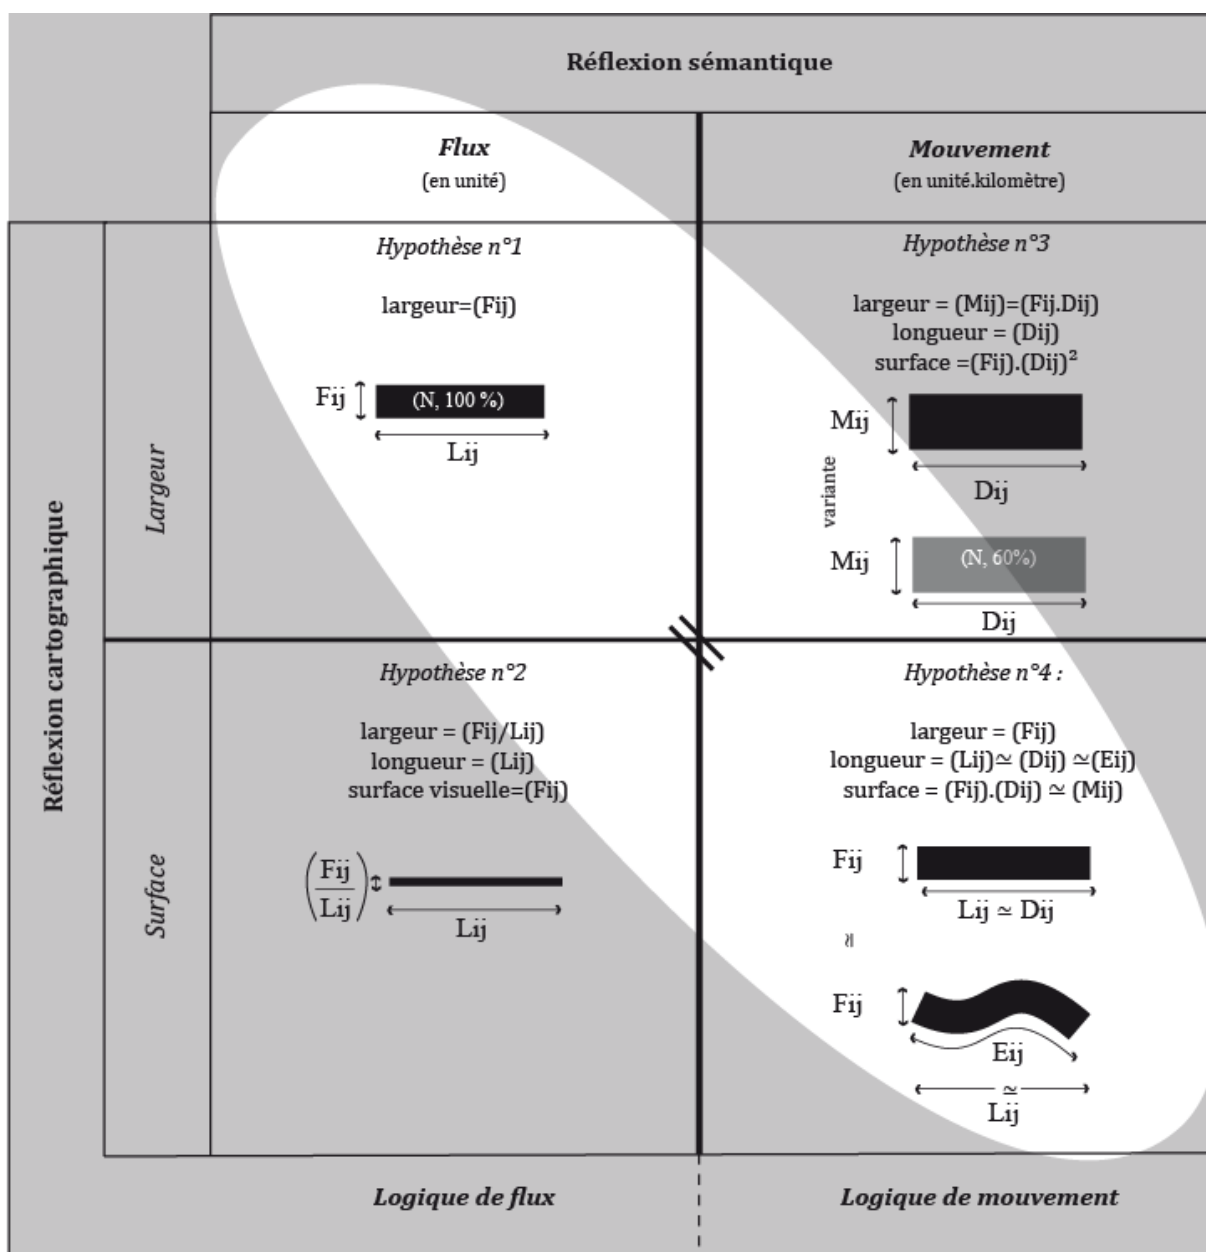 Réflexion sémantique
Flux
(en unité)
Mouvement
(en unité.kilomètre)
Réflexion cartographique
Largeur
Hypothèse n°1
largeur=(Fij)
Fij
(N, 100 %)
Lij
Hypothèse n°3
largeur = (Mij)=(Fij.Dij)
longueur = (Dij)
surface =(Fij).(Dij)²
Mij
Dij
variante
Mij
(N, 60%)
Dij
Surface
Hypothèse n°2
largeur = (Fij/Lij)
longueur = (Lij)
surface visuelle=(Fij)
(Fij
Lij)
Lij
Hypothèse n°4 :
largeur = (Fij)
longueur = (Lij)≃ (Dij) ≃(Eij)
surface = (Fij).(Dij) ≃ (Mij)
Fij
Lij ≃ Dij
≃
Fij
Eij
≃
Lij
Logique de flux
Logique de mouvement